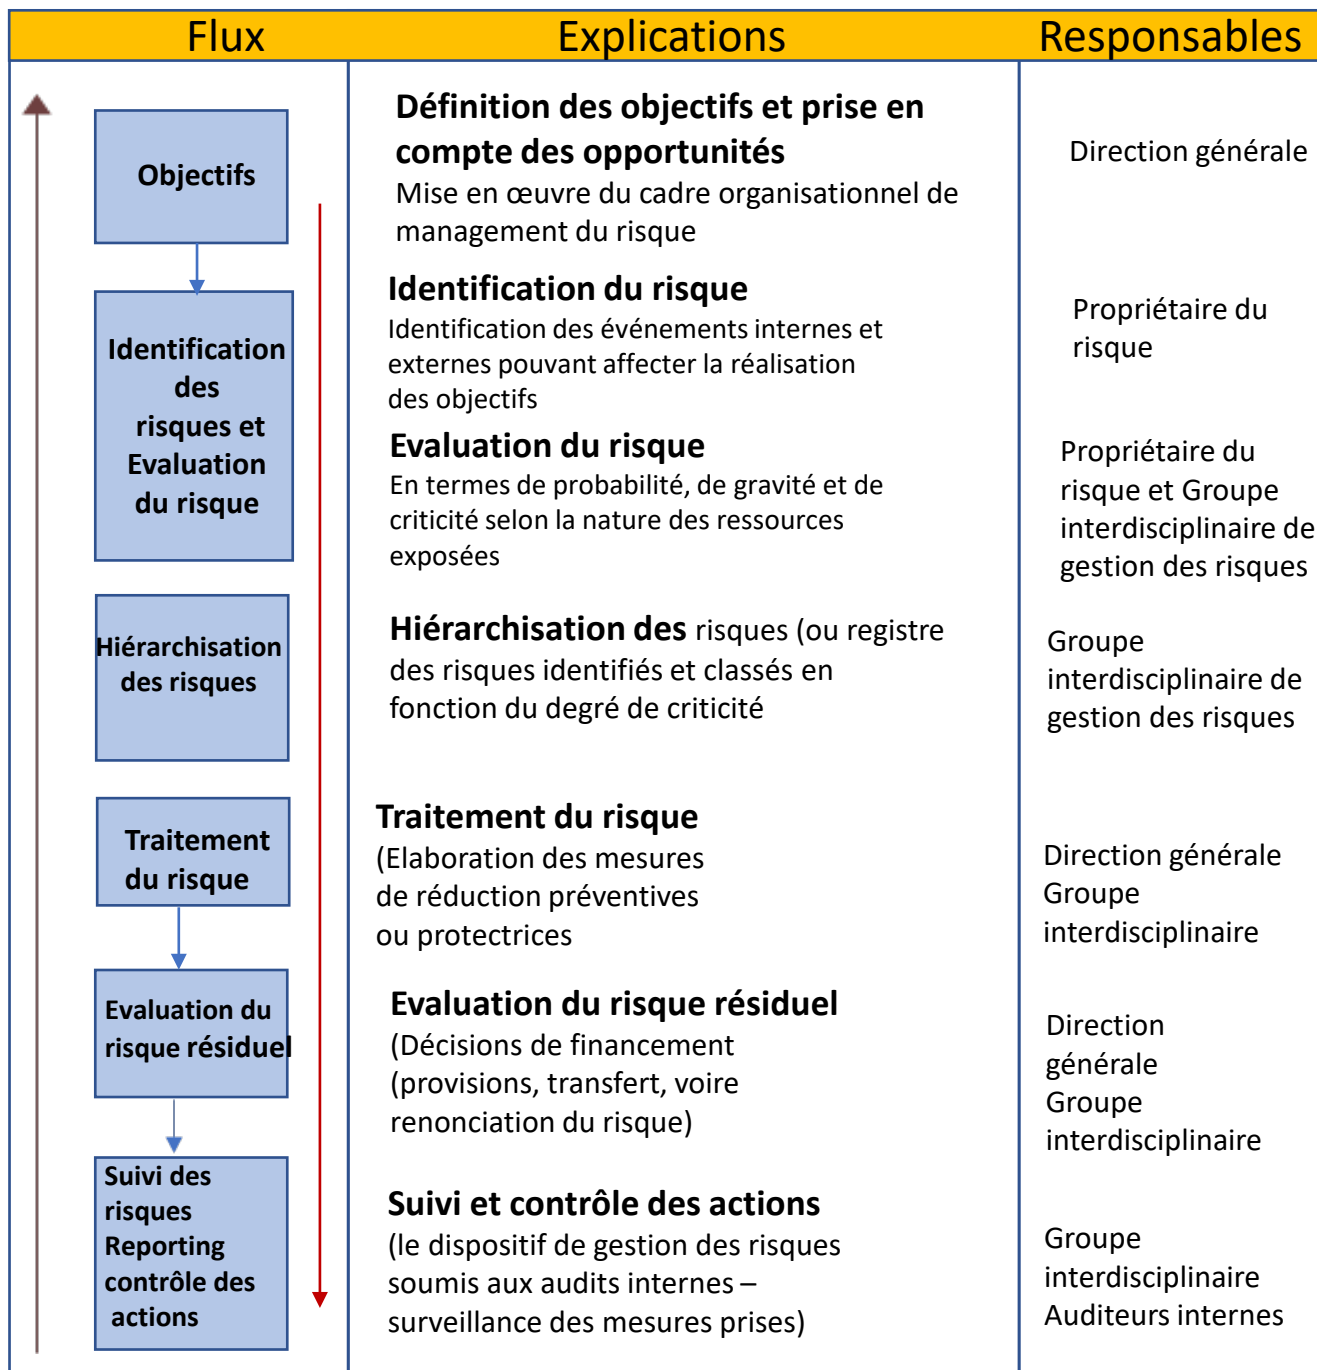 Flux
Explications
Responsables
Objectifs
Définition des objectifs et prise en
compte des opportunités
Mise en œuvre du cadre organisationnel de
management du risque
Direction générale
Identification
des
risques et
Evaluation
du risque
Identification du risque
Identification des événements internes et
externes pouvant affecter la réalisation
des objectifs
Propriétaire du
risque
Evaluation du risque
En termes de probabilité, de gravité et de
criticité selon la nature des ressources
exposées
Propriétaire du
risque et Groupe
interdisciplinaire de
gestion des risques
Hiérarchisation
des risques
Hiérarchisation des risques (ou registre
des risques identifiés et classés en
fonction du degré de criticité
Groupe
interdisciplinaire de
gestion des risques
Traitement
du risque
Traitement du risque
(Elaboration des mesures
de réduction préventives
ou protectrices
Direction générale
Groupe
interdisciplinaire
Evaluation du
risque résiduel
Evaluation du risque résiduel
(Décisions de financement
(provisions, transfert, voire
renonciation du risque)
Direction
générale
Groupe
interdisciplinaire
Suivi des
risques
Reporting
contrôle des
actions
Suivi et contrôle des actions
(le dispositif de gestion des risques
soumis aux audits internes –
surveillance des mesures prises)
Groupe
interdisciplinaire
Auditeurs internes